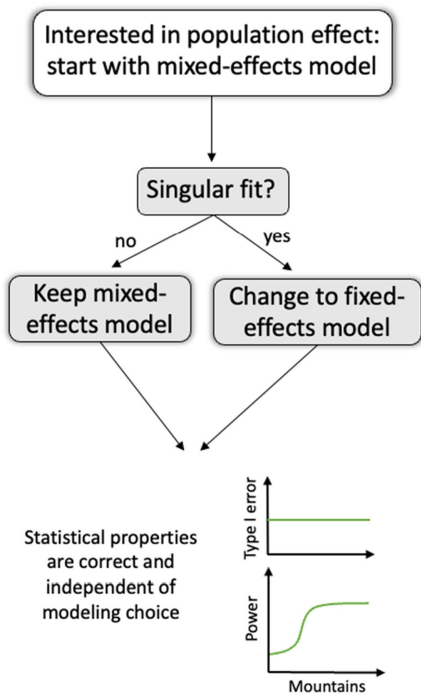 Interested in population effect:
start with mixed-effects model
Singular fit?
no
yes
Keep mixed-
effects model
Change to fixed-
effects model
Statistical properties
are correct and
independent of
modeling choice
Type I error
Power
Mountains